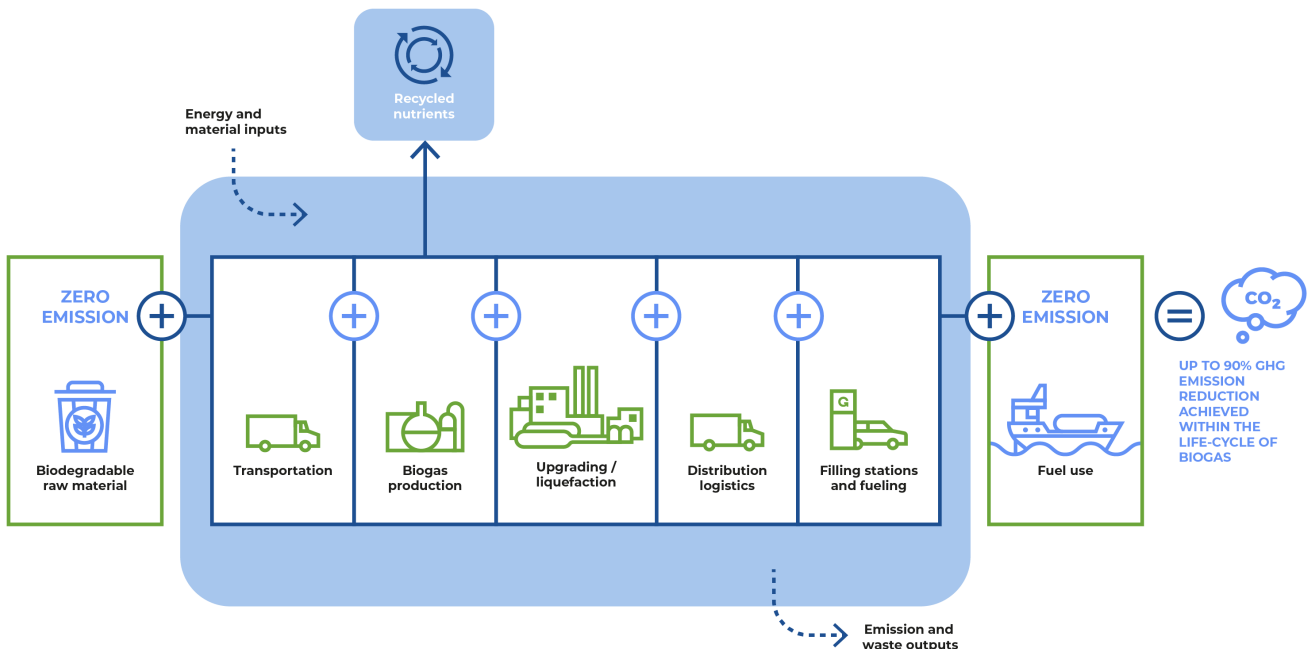 Recycled
nutrients
Energy and
material inputs
ZERO
EMISSION
Biodegradable
raw material
Transportation
Biogas
production
Upgrading /
liquefaction
Distribution
logistics
G
Filling stations
and fueling
ZERO
EMISSION
Fuel use
CO₂
UP TO 90% GHG
EMISSION
REDUCTION
ACHIEVED
WITHIN THE
LIFE-CYCLE OF
BIOGAS
Emission and
waste outputs